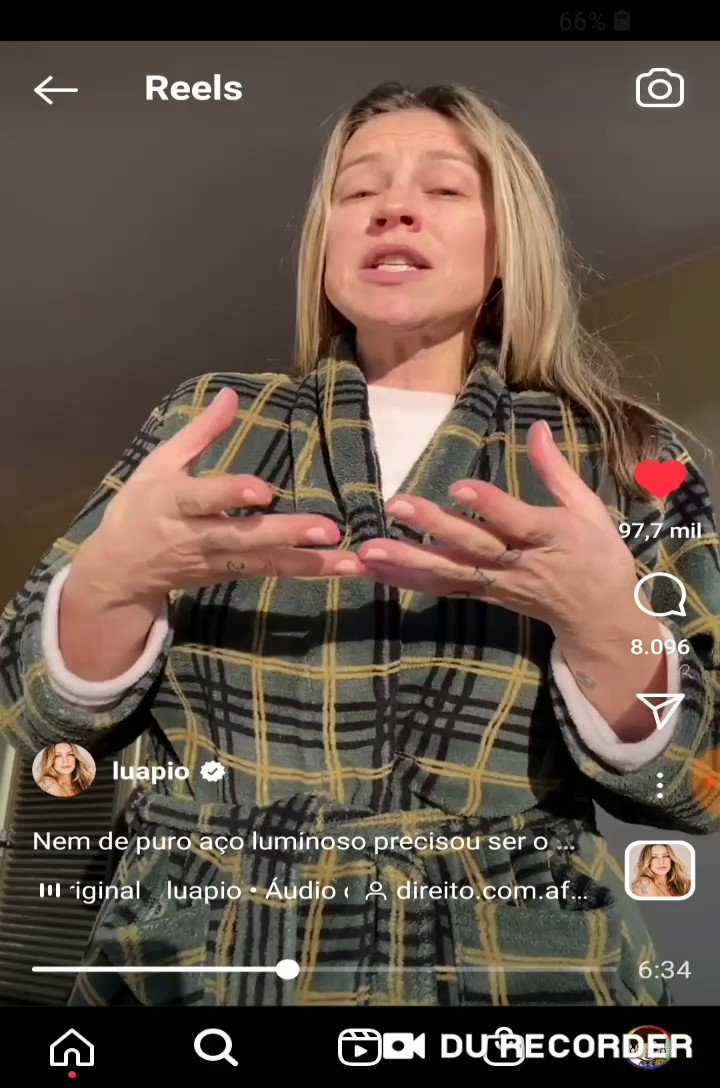 66%
Reels
97,7 mil
8.096
luapio
Nem de puro aço luminoso precisou ser o ...
riginal luapio • Áudio direito.com.af...
6:34
DU RECORDER